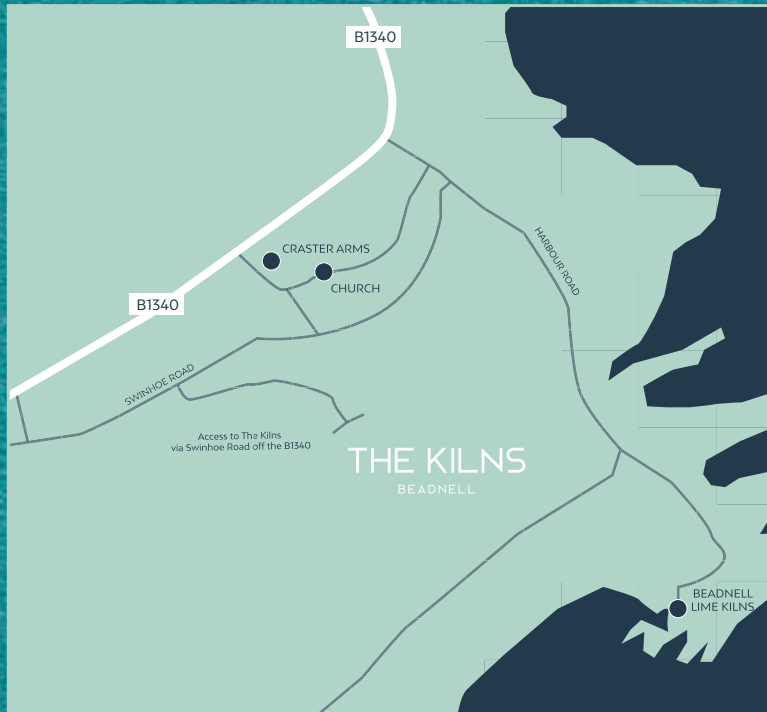 B1340
HARBOUR ROAD
CRASTER ARMS
CHURCH
B1340
SWINHOE ROAD
Access to The Kilns
via Swinhoe Road off the B1340
THE KILNS
BEADNELL
BEADNELL
LIME KILNS